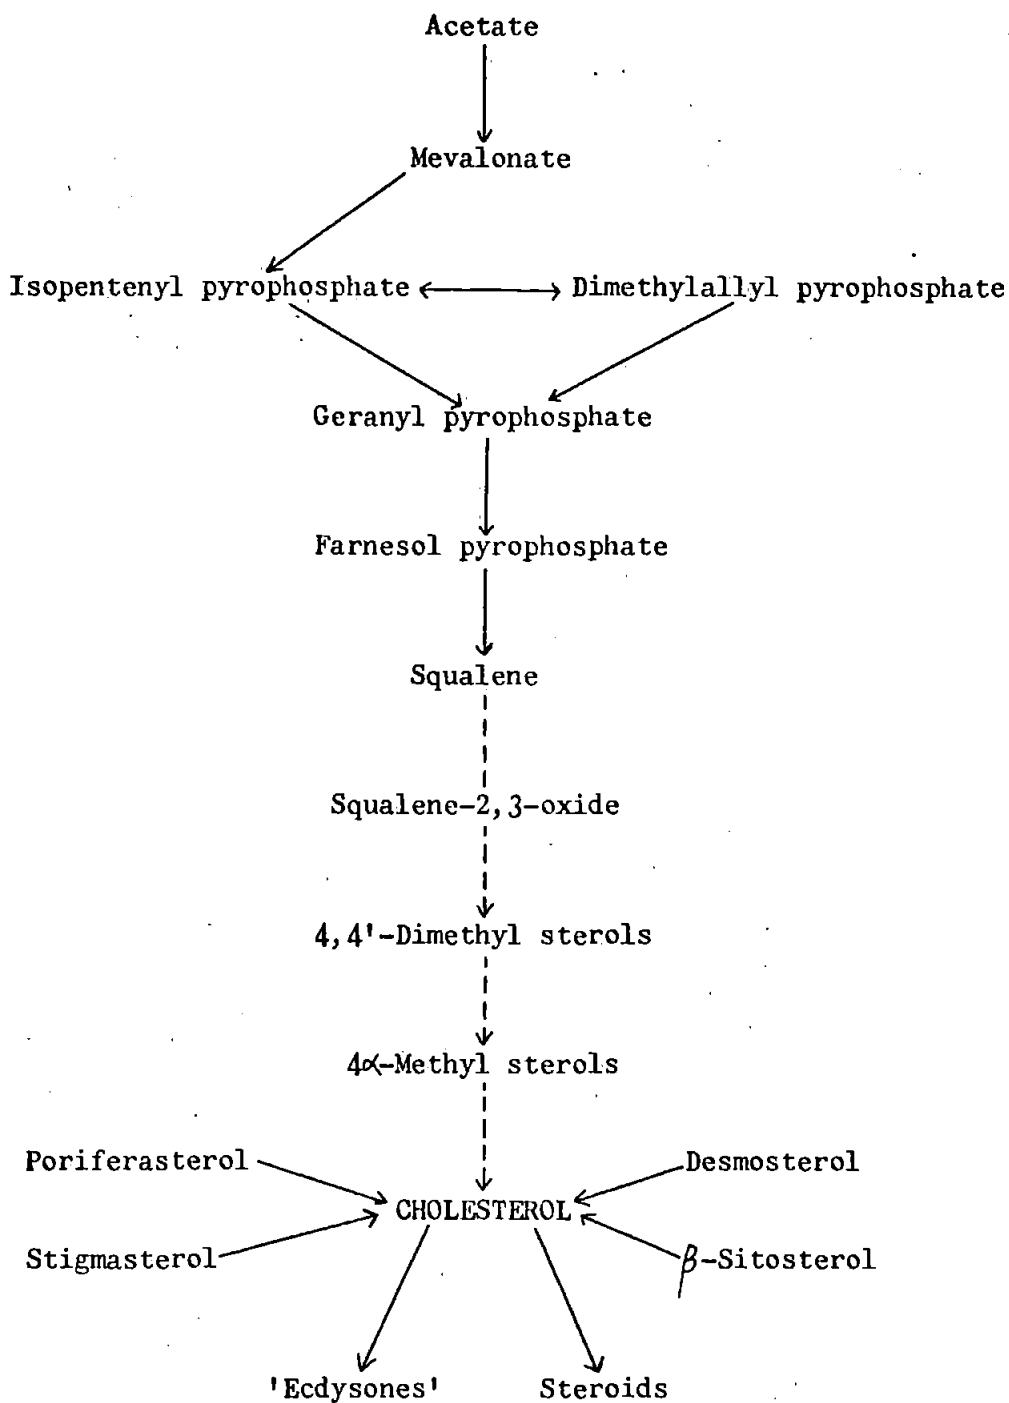 Acetate
Mevalonate
Isopentenyl pyrophosphate
Dimethylallyl pyrophosphate
Geranyl pyrophosphate
Farnesol pyrophosphate
Squalene
Squalene-2,3-oxide
4,4'-Dimethyl sterols
4α-Methyl sterols
Poriferasterol
Desmosterol
CHOLESTEROL
Stigmasterol
β-Sitosterol
'Ecdysones'
Steroids